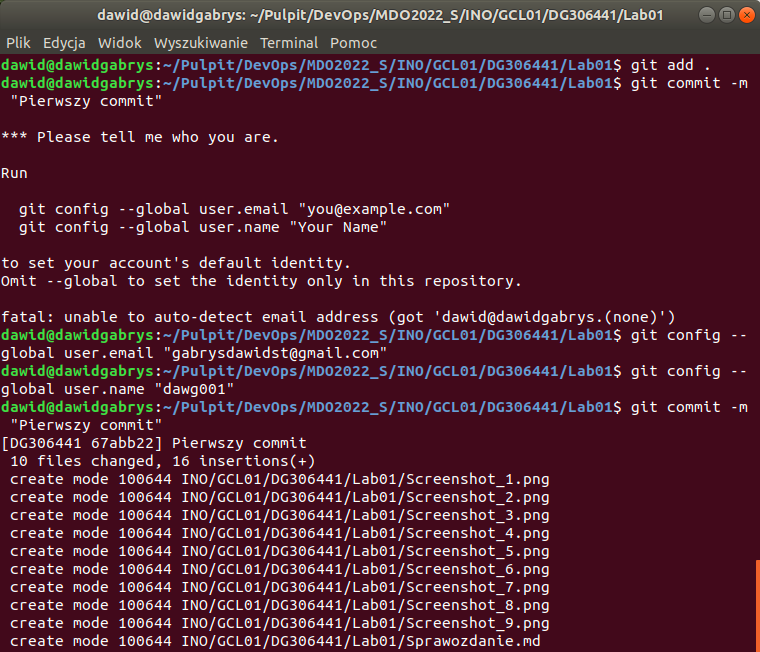 dawid@dawidgabrys: ~/Pulpit/DevOps/MDO2022_S/INO/GCL01/DG306441/Lab01
Plik Edycja Widok Wyszukiwanie Terminal Pomoc
dawid@dawidgabrys:~/Pulpit/DevOps/MDO2022_S/INO/GCL01/DG306441/Lab01$ git add .
dawid@dawidgabrys:~/Pulpit/DevOps/MDO2022_S/INO/GCL01/DG306441/Lab01$ git commit -m
"Pierwszy commit"
*** Please tell me who you are.
Run
git config --global user.email "you@example.com"
git config --global user.name "Your Name"
to set your account's default identity.
Omit --global to set the identity only in this repository.
fatal: unable to auto-detect email address (got 'dawid@dawidgabrys.(none)')
dawid@dawidgabrys:~/Pulpit/DevOps/MDO2022_S/INO/GCL01/DG306441/Lab01$ git config --
global user.email "gabrysdawidst@gmail.com"
dawid@dawidgabrys:~/Pulpit/DevOps/MDO2022_S/INO/GCL01/DG306441/Lab01$ git config --
global user.name "dawg001"
dawid@dawidgabrys:~/Pulpit/DevOps/MDO2022_S/INO/GCL01/DG306441/Lab01$ git commit -m
"Pierwszy commit"
[DG306441 67abb22] Pierwszy commit
10 files changed, 16 insertions(+)
create mode 100644 INO/GCL01/DG306441/Lab01/Screenshot_1.png
create mode 100644 INO/GCL01/DG306441/Lab01/Screenshot_2.png
create mode 100644 INO/GCL01/DG306441/Lab01/Screenshot_3.png
create mode 100644 INO/GCL01/DG306441/Lab01/Screenshot_4.png
create mode 100644 INO/GCL01/DG306441/Lab01/Screenshot_5.png
create mode 100644 INO/GCL01/DG306441/Lab01/Screenshot_6.png
create mode 100644 INO/GCL01/DG306441/Lab01/Screenshot_7.png
create mode 100644 INO/GCL01/DG306441/Lab01/Screenshot_8.png
create mode 100644 INO/GCL01/DG306441/Lab01/Screenshot_9.png
create mode 100644 INO/GCL01/DG306441/Lab01/Sprawozdanie.md